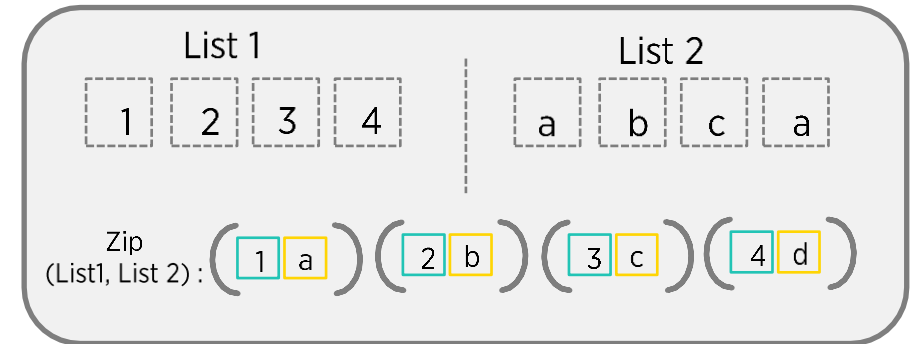 List 1
List 2
1 2 3 4
a b c a
Zip
(List1, List 2) : ( 1 a ) ( 2 b ) ( 3 c ) ( 4 d )